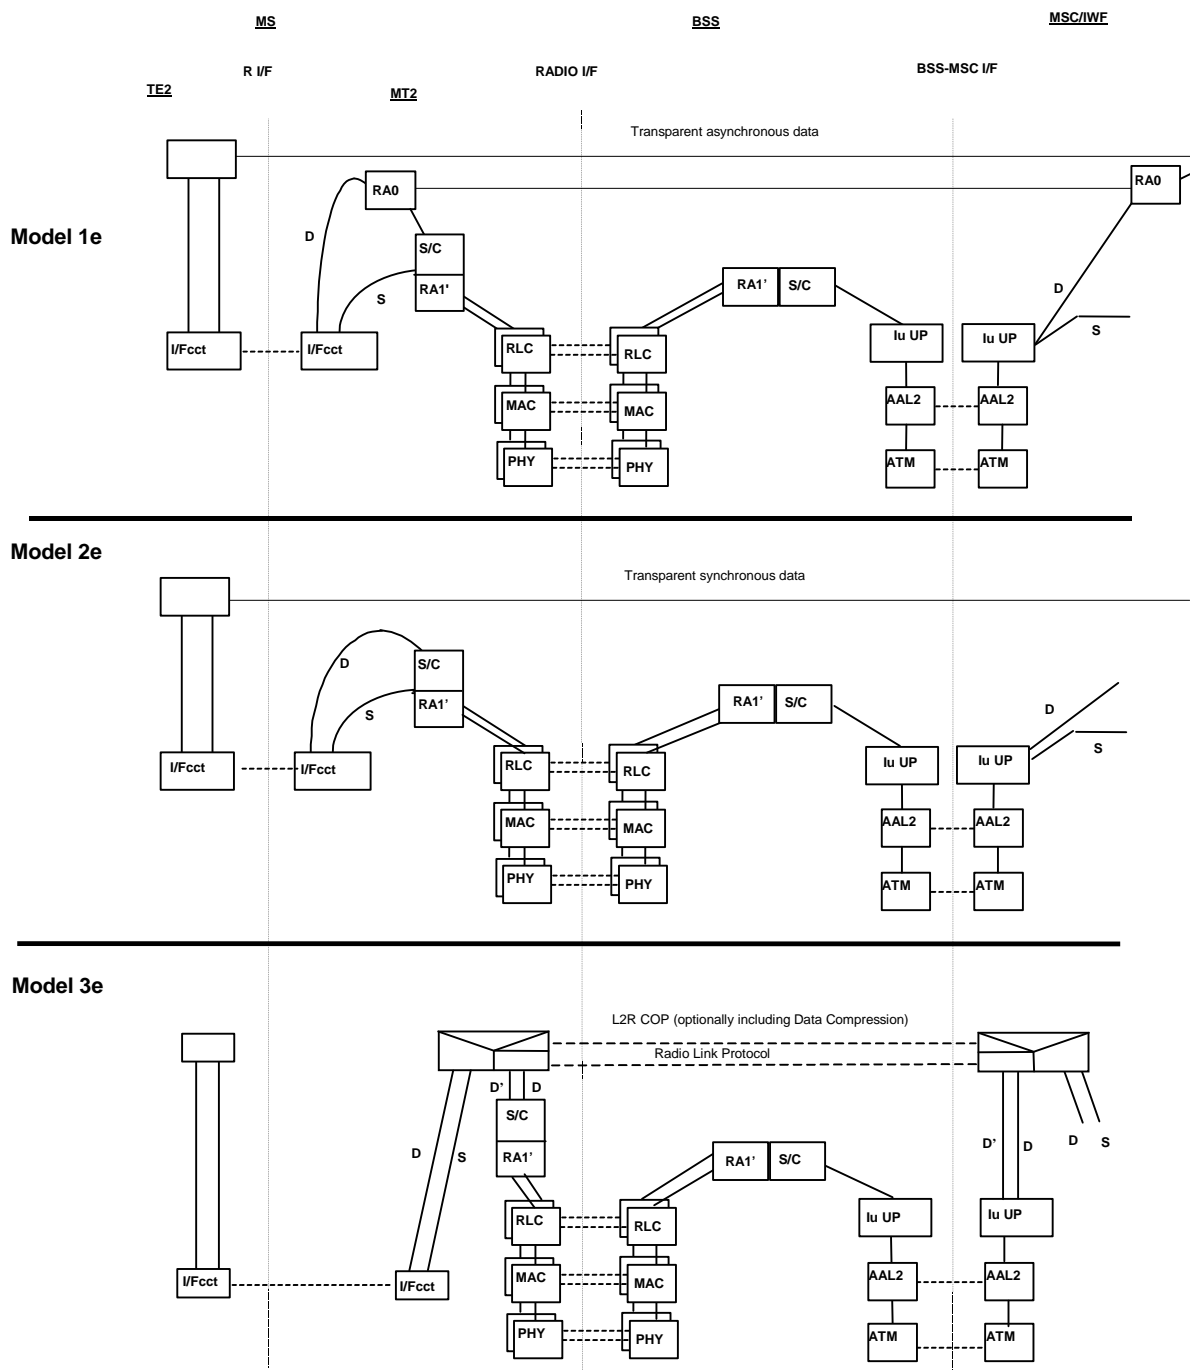 MS
BSS
MSC/IWF
R I/F
RADIO I/F
BSS-MSC I/F
TE2
MT2
Transparent asynchronous data
RA0
RA0
Model 1e
D
S/C
S
RA1'
RA1’
S/C
D
S
I/Fcct
I/Fcct
RLC
RLC
Iu UP
Iu UP
MAC
MAC
AAL2
AAL2
PHY
PHY
ATM
ATM
Model 2e
Transparent synchronous data
D
S/C
S
RA1’
RA1’
S/C
D
S
I/Fcct
I/Fcct
RLC
RLC
Iu UP
Iu UP
MAC
MAC
AAL2
AAL2
PHY
PHY
ATM
ATM
Model 3e
L2R COP (optionally including Data Compression)
Radio Link Protocol
D’
D
S/C
D
S
RA1’
RA1’
S/C
D’
D
D
S
RLC
RLC
Iu UP
Iu UP
I/Fcct
I/Fcct
MAC
MAC
AAL2
AAL2
PHY
PHY
ATM
ATM